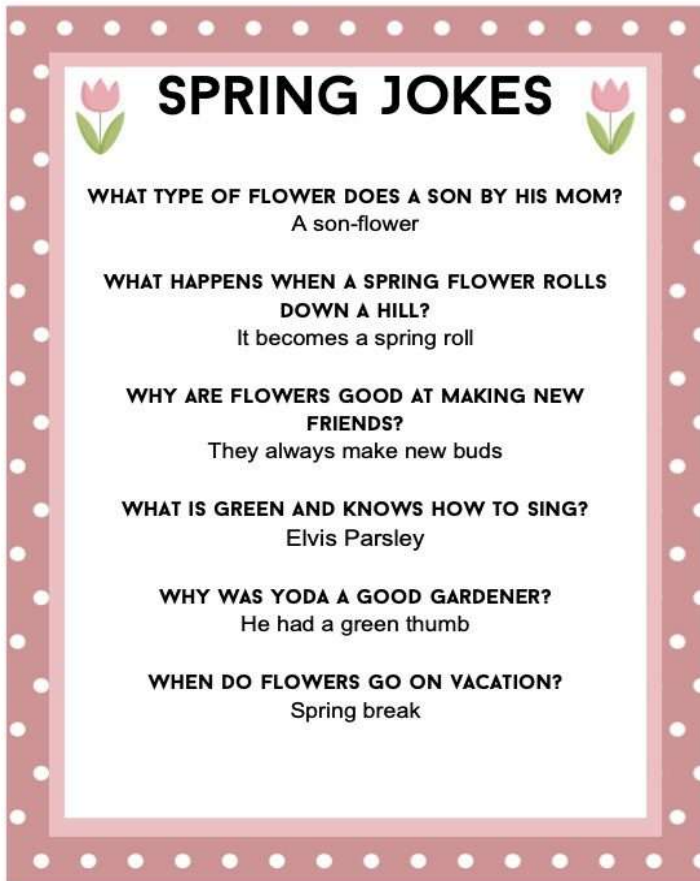 SPRING JOKES
WHAT TYPE OF FLOWER DOES A SON BY HIS MOM?
A son-flower
WHAT HAPPENS WHEN A SPRING FLOWER ROLLS
DOWN A HILL?
It becomes a spring roll
WHY ARE FLOWERS GOOD AT MAKING NEW
FRIENDS?
They always make new buds
WHAT IS GREEN AND KNOWS HOW TO SING?
Elvis Parsley
WHY WAS YODA A GOOD GARDENER?
He had a green thumb
WHEN DO FLOWERS GO ON VACATION?
Spring break